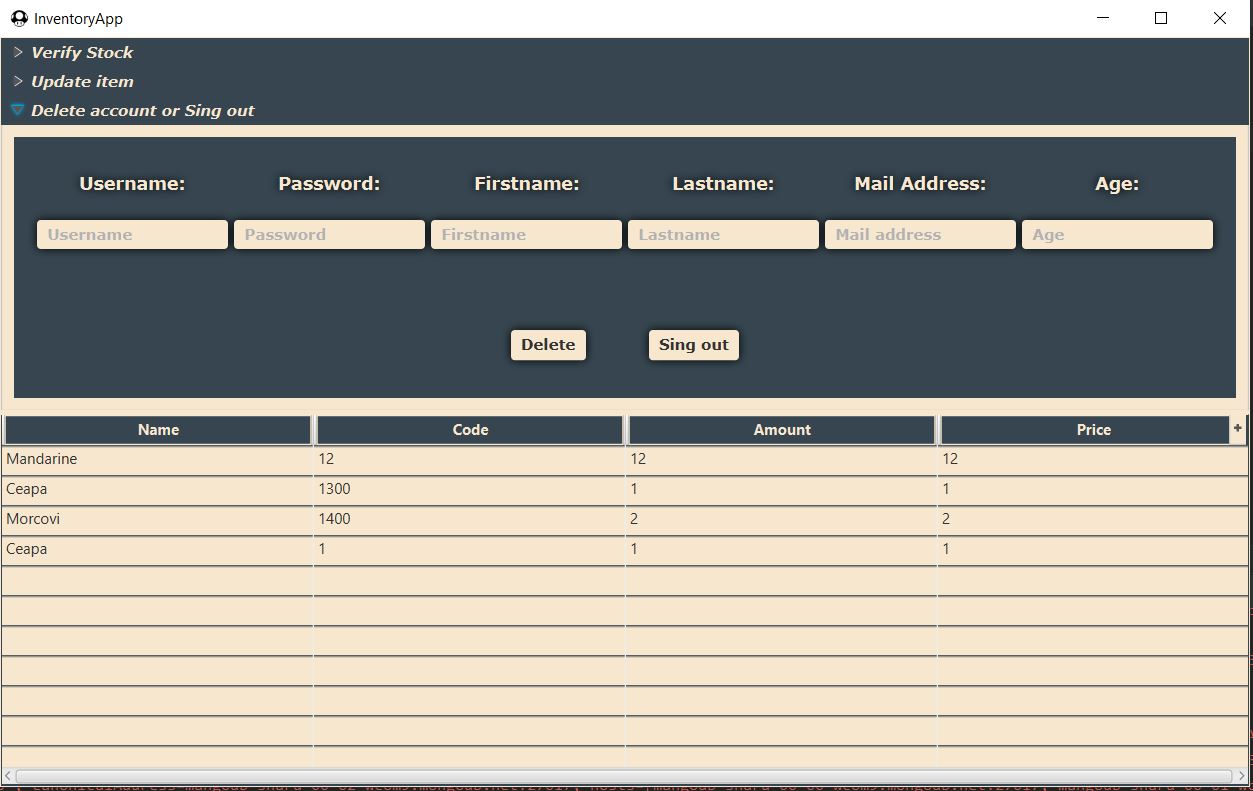 InventoryApp
> Verify Stock
> Update item
Delete account or Sing out
Username: Password: Firstname: Lastname: Mail Address: Age:
Username Password Firstname Lastname Mail address Age
Delete Sing out
Name Code Amount Price +
Mandarine 12 12 12
Ceapa 1300 1 1
Morcovi 1400 2 2
Ceapa 1 1 1